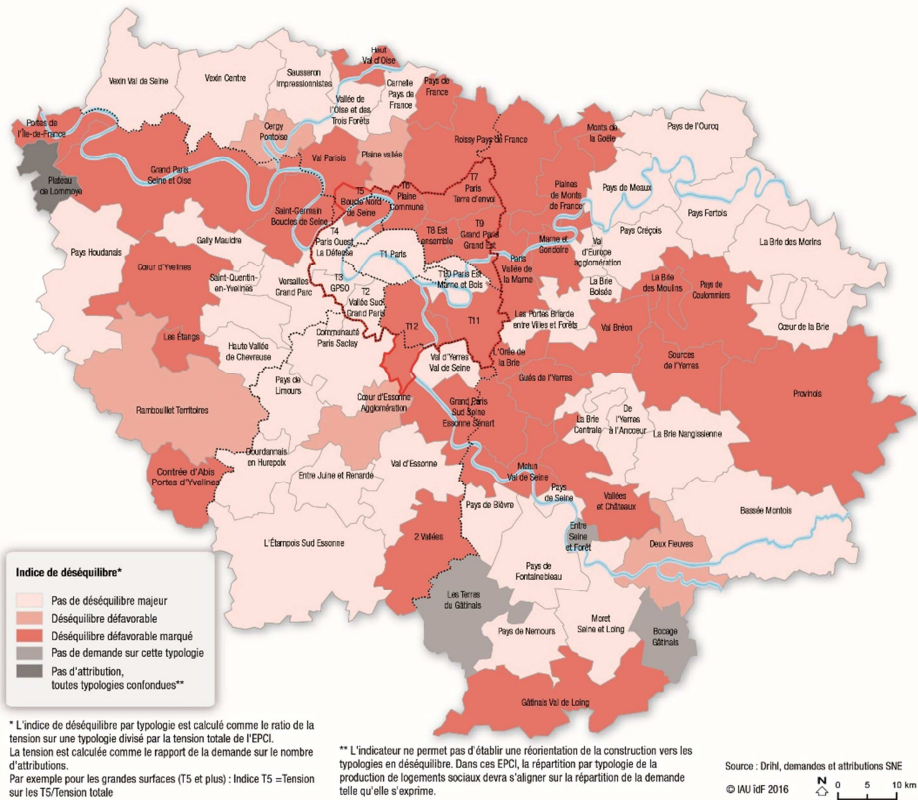 Haut
Val d'Oise
Vexin Val de Seine
Vexin Centre
Sausseron
Impressionnistes
Carnelle
Pays de
France
Pays de
France
Vallée de
l'Oise et des
Trois Forêts
Portes de
l'Île-de-France
Cergy
Pontoise
Roissy Pays de France
Monts de
la Goële
Pays de l'Ourcq
Val Parisis
Plaine vallée
Grand Paris
Seine et Oise
Plateau
de Lommoye
T5
Boucle Nord
de Seine
T6
Plaine
Commune
T7
Paris
Terre d'envol
Plaines
de Monts
de France
Pays de Meaux
Saint-Germain
Boucles de Seine
Pays Fertois
T4
Paris Ouest
La Défense
T8 Est
ensemble
T9
Grand Paris
Grand Est
Pays Créçois
La Brie des Morins
Pays Houdanais
Gally Mauldre
T1 Paris
Marne et
Gondoire
Val
d'Europe
agglomération
Cœur d'Yvelines
Saint-Quentin-
en-Yvelines
Versailles
Grand Parc
T3
GPSO
T2
Vallée Sud
Grand Paris
T10 Paris Est
Marne et Bois
Paris
Vallée de
la Marne
La Brie
Boisée
La Brie
des Moulins
Pays de
Coulommiers
T12
T11
Les Portes Briarde
entre Villes et Forêts
Val Bréon
Cœur de la Brie
Les Étangs
Haute Vallée
de Chevreuse
Communauté
Paris Saclay
Val d'Yerres
Val de Seine
L'Orée de
la Brie
Sources
de l'Yerres
Pays de
Limours
Gués de l'Yerres
Provinois
Rambouillet Territoires
Cœur d'Essonne
Agglomération
Grand Paris
Sud Seine
Essonne Sénart
La Brie
Centrale
De
l'Yerres
à l'Ancoeur
La Brie Nangissienne
Dourdannais
en Hurepoix
Contrée d'Ablis
Portes d'Yvelines
Entre Juine et Renarde
Val d'Essonne
Melun
Val de Seine
Pays
de Seine
Pays de Bièvre
Vallées
et Châteaux
Bassée Montois
Entre
Seine
et Forêt
L'Étampois Sud Essonne
2 Vallées
Deux Fleuves
Pays de
Fontainebleau
Les Terres
du Gâtinais
Pays de Nemours
Moret
Seine et Loing
Bocage
Gâtinais
Gâtinais Val de Loing
Indice de déséquilibre*
Pas de déséquilibre majeur
Déséquilibre défavorable
Déséquilibre défavorable marqué
Pas de demande sur cette typologie
Pas d'attribution,
toutes typologies confondues**
* L'indice de déséquilibre par typologie est calculé comme le ratio de la
tension sur une typologie divisé par la tension totale de l'EPCI.
La tension est calculée comme le rapport de la demande sur le nombre
d'attributions.
Par exemple pour les grandes surfaces (T5 et plus) : Indice T5 =Tension
sur les T5/Tension totale
** L'indicateur ne permet pas d'établir une réorientation de la construction vers les
typologies en déséquilibre. Dans ces EPCI, la répartition par typologie de la
production de logements sociaux devra s'aligner sur la répartition de la demande
telle qu'elle s'exprime.
Source : Drihl, demandes et attributions SNE
© IAU îdF 2016
N
0 5 10 km